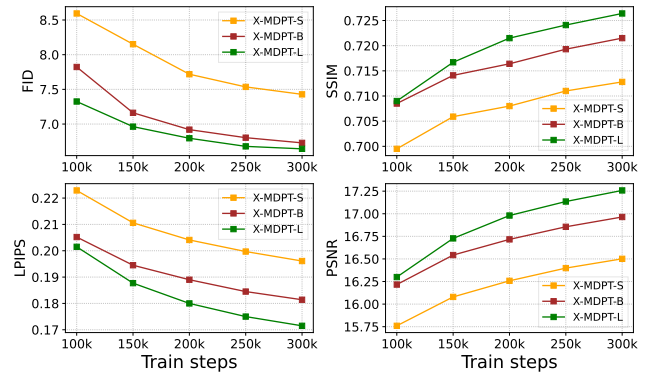 FID
8.5
8.0
7.5
7.0
X-MDPT-S
X-MDPT-B
X-MDPT-L
100k 150k 200k 250k 300k
SSIM
0.725
0.720
0.715
0.710
0.705
0.700
X-MDPT-S
X-MDPT-B
X-MDPT-L
100k 150k 200k 250k 300k
LPIPS
0.22
0.21
0.20
0.19
0.18
0.17
X-MDPT-S
X-MDPT-B
X-MDPT-L
100k 150k 200k 250k 300k
Train steps
PSNR
17.25
17.00
16.75
16.50
16.25
16.00
15.75
X-MDPT-S
X-MDPT-B
X-MDPT-L
100k 150k 200k 250k 300k
Train steps